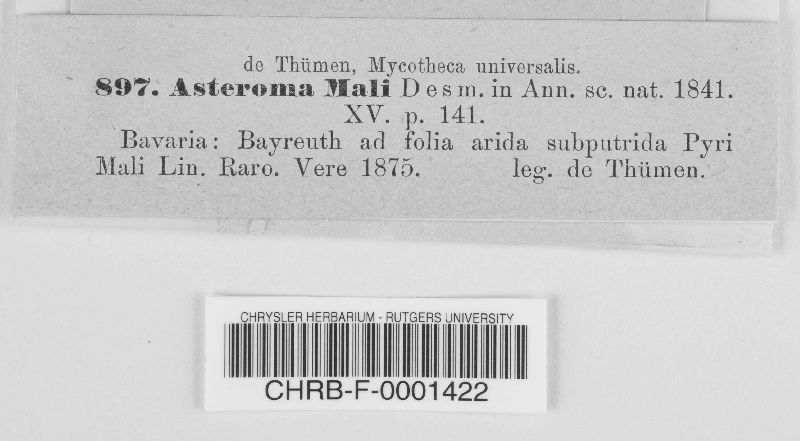 de Thümen, Mycotheca universalis.
897. Asteroma Mali Desm. in Ann. sc. nat. 1841.
XV. p. 141.
Bavaria: Bayreuth ad folia arida subputrida Pyri
Mali Lin. Raro. Vere 1875. leg. de Thümen.
CHRYSLER HERBARIUM - RUTGERS UNIVERSITY
CHRB-F-0001422